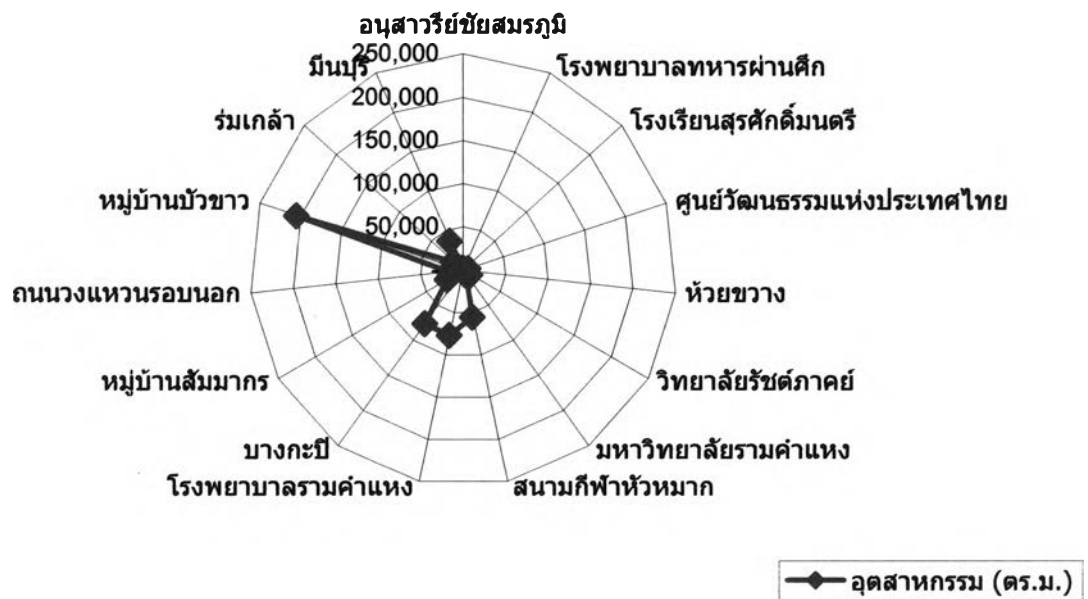 อนุสาวรีย์ชัยสมรภูมิ
250,000
200,000
150,000
100,000
50,000
โรงพยาบาลทหารผ่านศึก
โรงเรียนสุรศักดิ์มนตรี
ศูนย์วัฒนธรรมแห่งประเทศไทย
ห้วยขวาง
วิทยาลัยรัชต์ภาคย์
มหาวิทยาลัยรามคำแหง
สนามกีฬาหัวหมาก
โรงพยาบาลรามคำแหง
บางกะปิ
หมู่บ้านสัมมากร
ถนนวงแหวนรอบนอก
หมู่บ้านบัวขาว
ร่มเกล้า
มีนบุรี
อุตสาหกรรม (ตร.ม.)